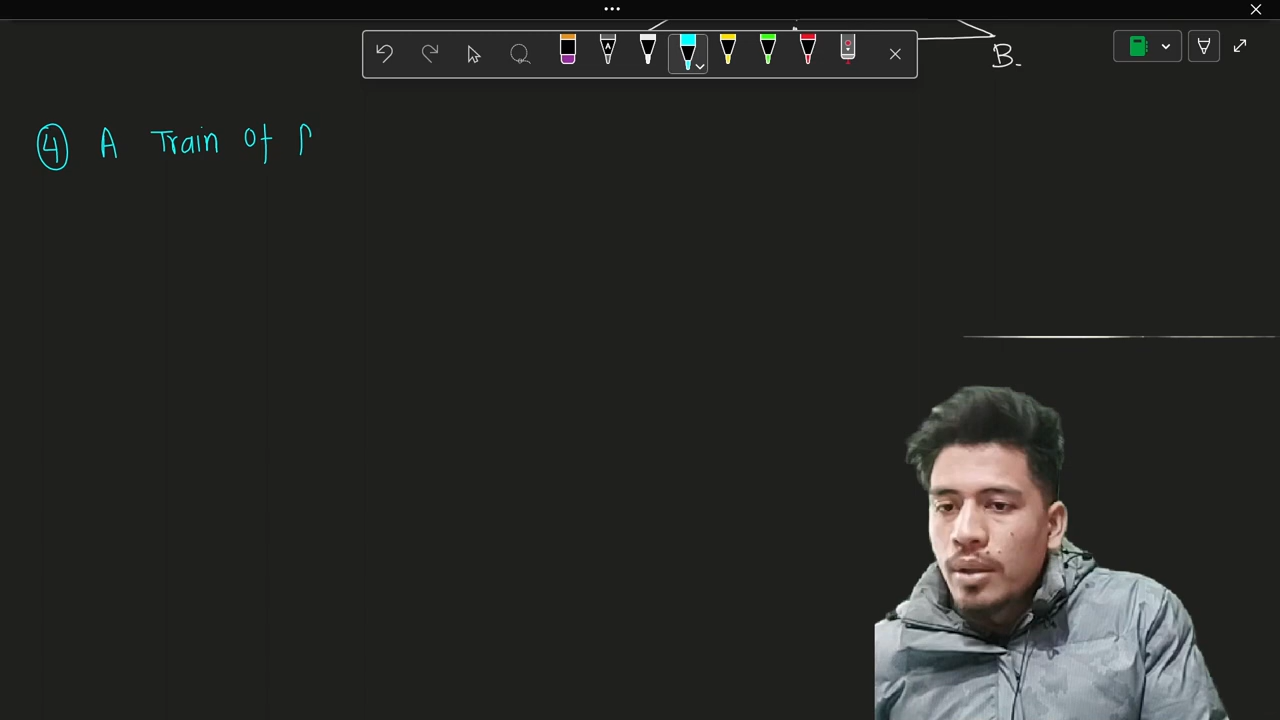 B.
④ A Train Of